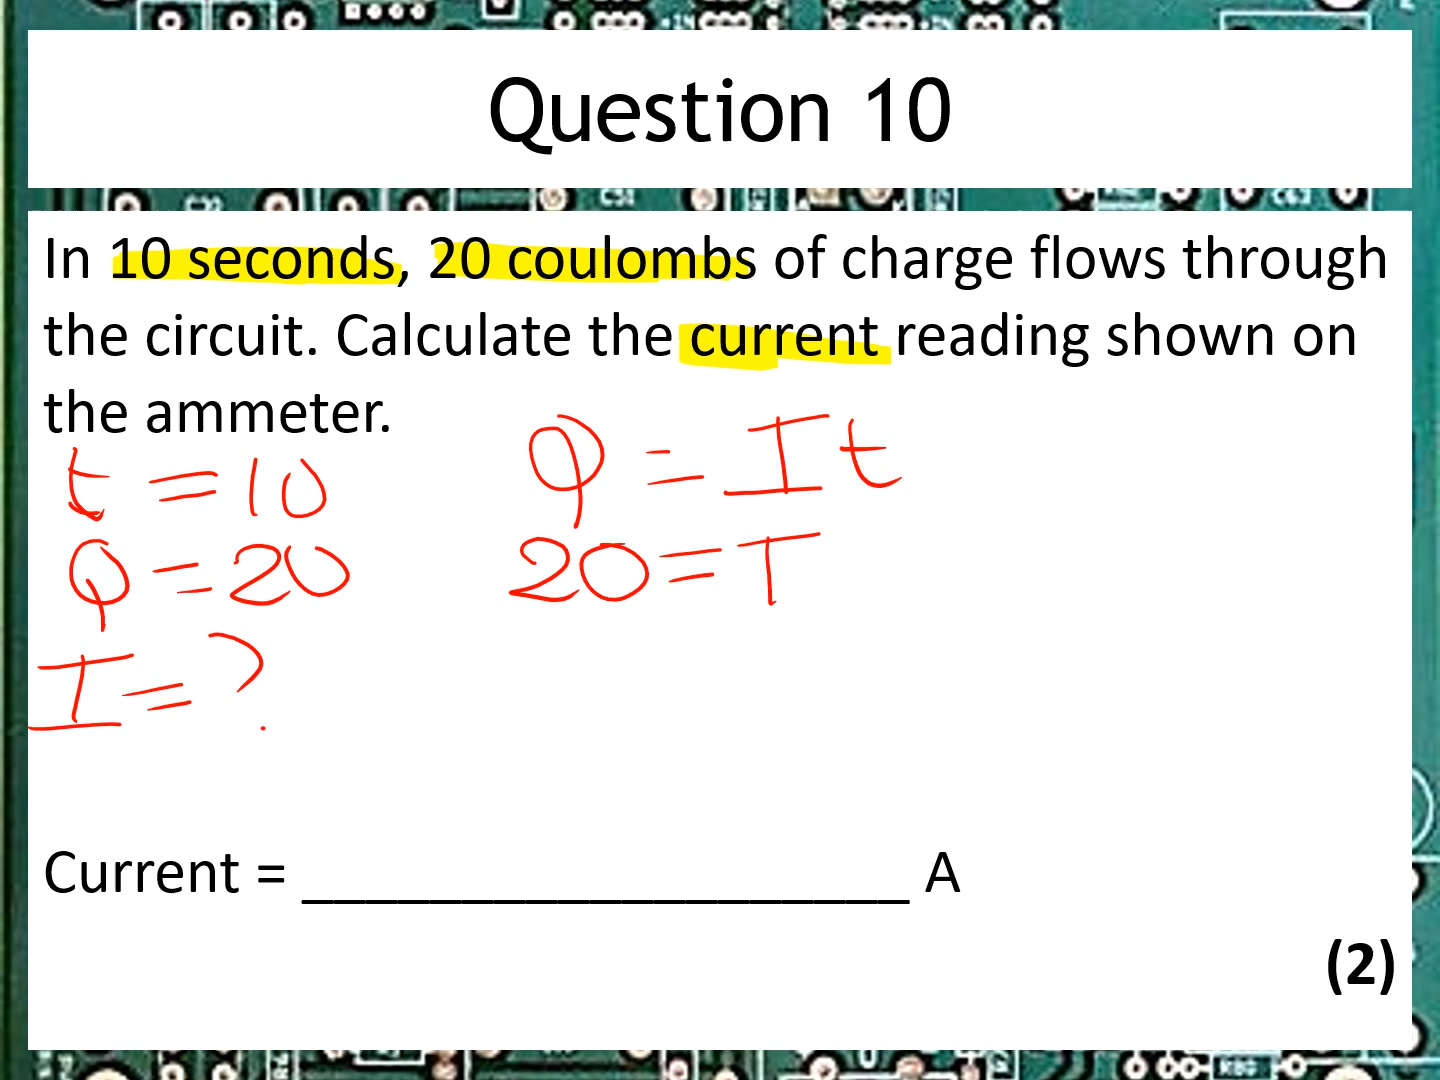 Question 10
In 10 seconds, 20 coulombs of charge flows through
the circuit. Calculate the current reading shown on
the ammeter.
t = 10
Q = It
Q = 20
20 = I
I = ?
Current = ___________________ A
(2)